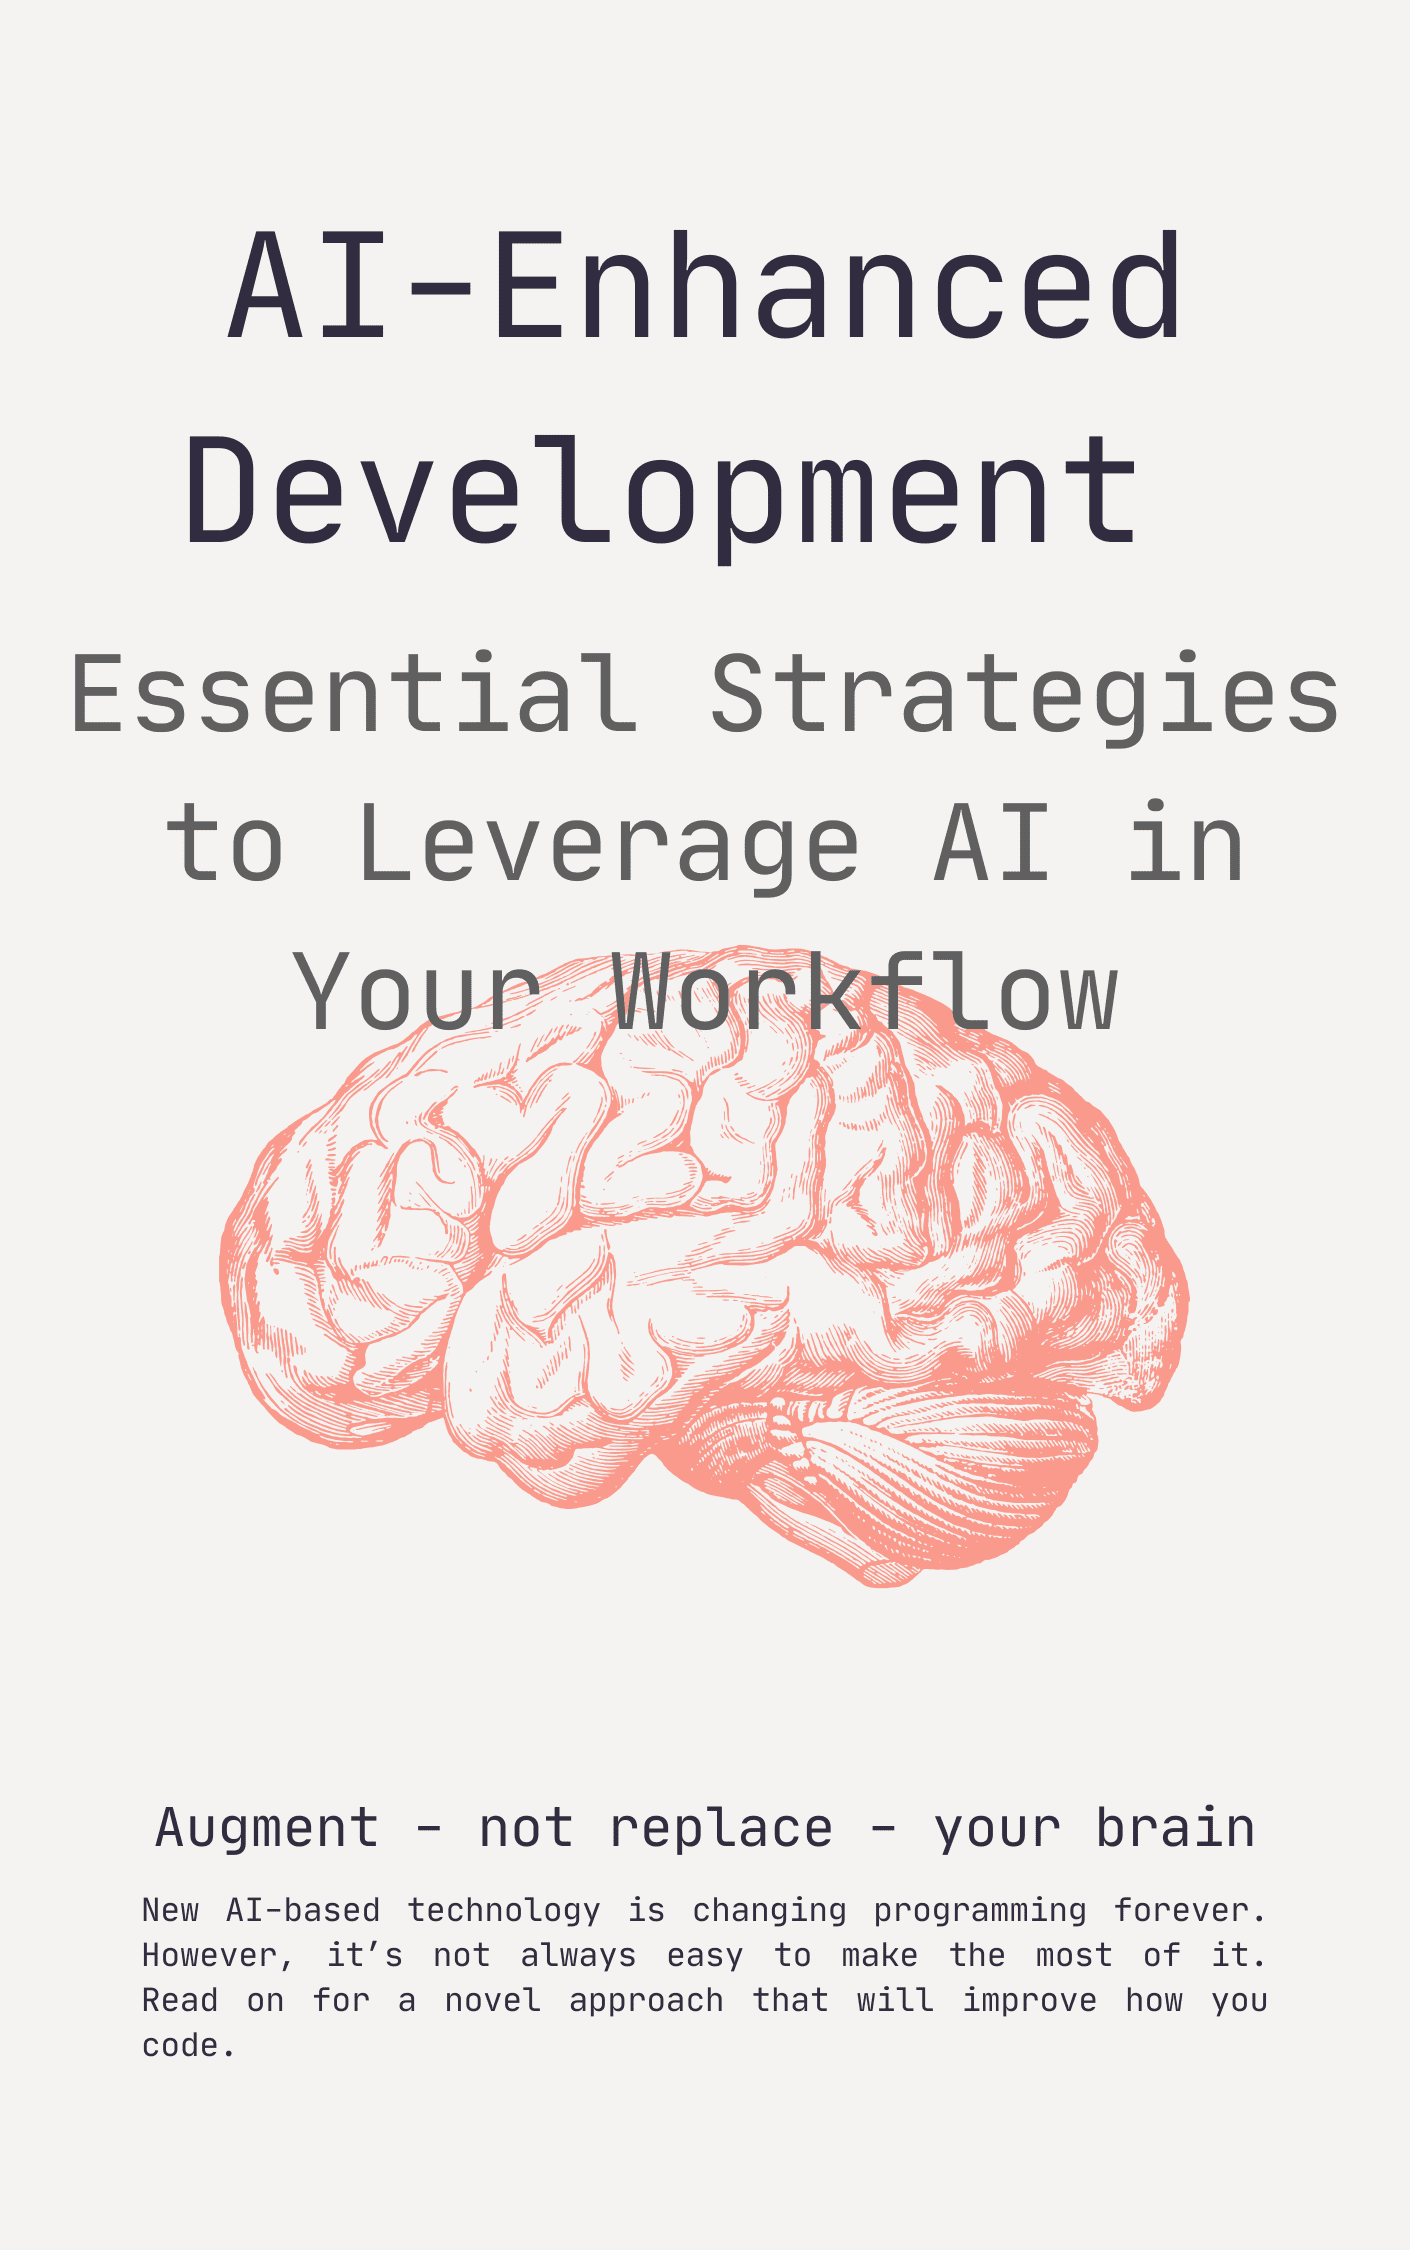 AI-Enhanced
Development
Essential Strategies
to Leverage AI in
Your Workflow
Augment - not replace - your brain
New AI-based technology is changing programming forever.
However, it’s not always easy to make the most of it.
Read on for a novel approach that will improve how you
code.